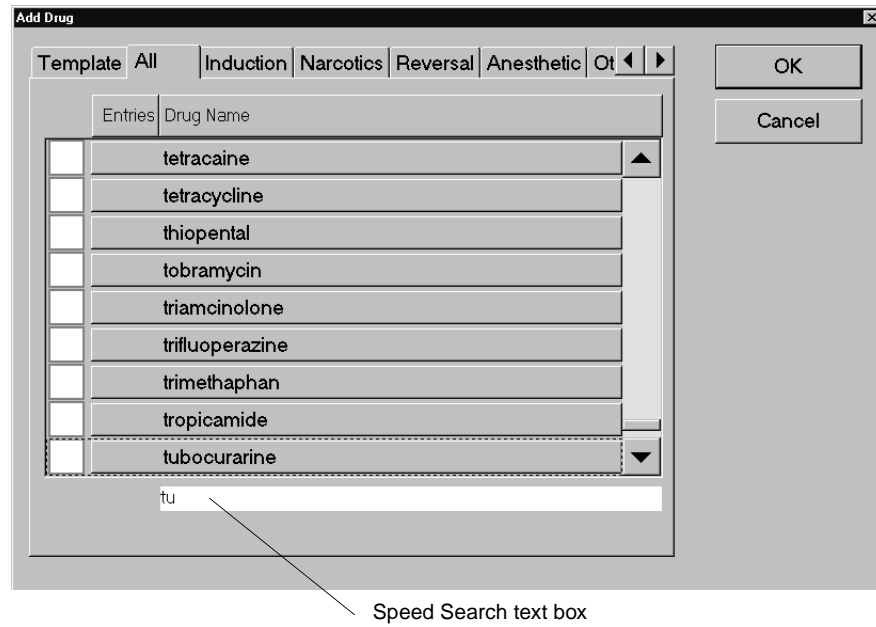 Add Drug
Template All Induction Narcotics Reversal Anesthetic Ot
OK
Cancel
Entries Drug Name
tetracaine
tetracycline
thiopental
tobramycin
triamcinolone
trifluoperazine
trimethaphan
tropicamide
tubocurarine
tu
Speed Search text box